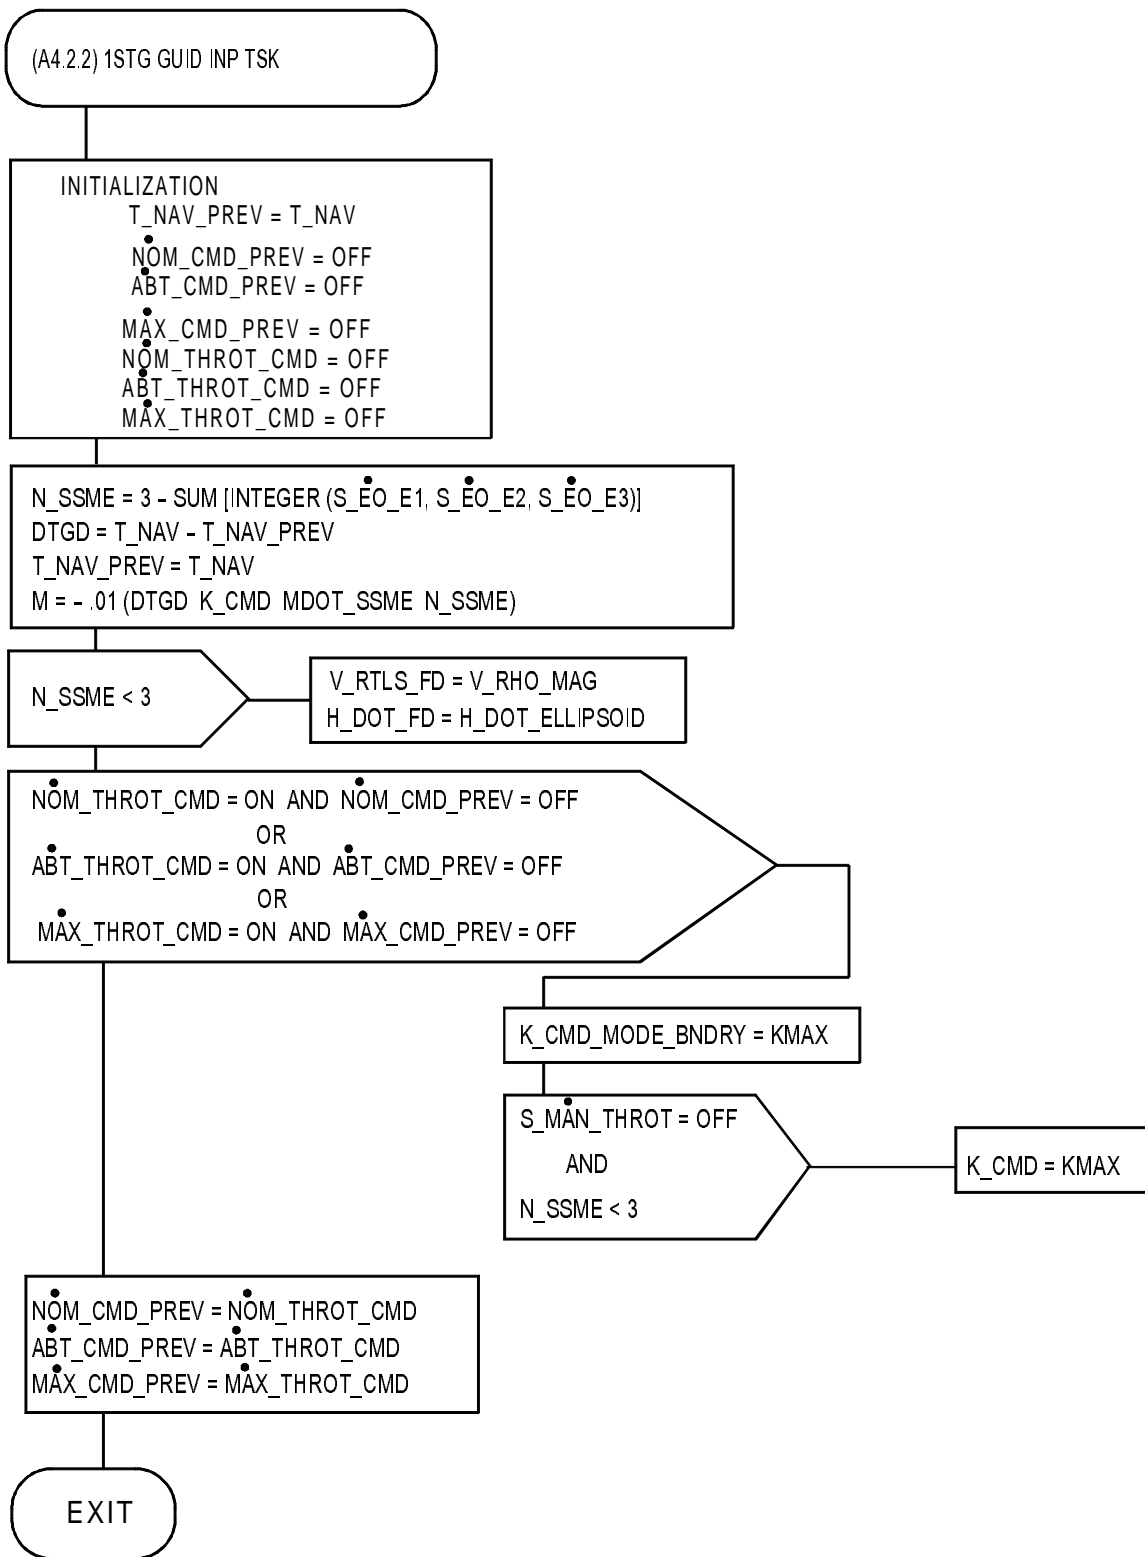 (A4.2.2) 1STG GUID INP TSK
INITIALIZATION
T_NAV_PREV = T_NAV
NOM_CMD_PREV = OFF
ABT_CMD_PREV = OFF
MAX_CMD_PREV = OFF
NOM_THROT_CMD = OFF
ABT_THROT_CMD = OFF
MAX_THROT_CMD = OFF
N_SSME = 3 – SUM [INTEGER (S_EO_E1, S_EO_E2, S_EO_E3)]
DTGD = T_NAV – T_NAV_PREV
T_NAV_PREV = T_NAV
M = – .01 (DTGD K_CMD MDOT_SSME N_SSME)
N_SSME < 3
V_RTLS_FD = V_RHO_MAG
H_DOT_FD = H_DOT_ELLIPSOID
NOM_THROT_CMD = ON AND NOM_CMD_PREV = OFF
OR
ABT_THROT_CMD = ON AND ABT_CMD_PREV = OFF
OR
MAX_THROT_CMD = ON AND MAX_CMD_PREV = OFF
K_CMD_MODE_BNDRY = KMAX
S_MAN_THROT = OFF
AND
N_SSME < 3
K_CMD = KMAX
NOM_CMD_PREV = NOM_THROT_CMD
ABT_CMD_PREV = ABT_THROT_CMD
MAX_CMD_PREV = MAX_THROT_CMD
EXIT